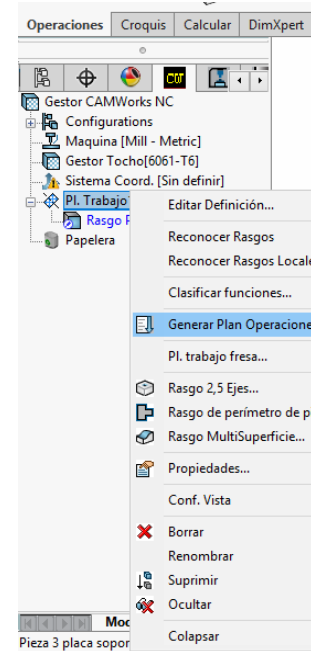 Operaciones Croquis Calcular DimXpert
Gestor CAMWorks NC
Configurations
Maquina [Mill - Metric]
Gestor Tocho[6061-T6]
Sistema Coord. [Sin definir]
Pl. Trabajo
Rasgo
Papelera
Editar Definición...
Reconocer Rasgos
Reconocer Rasgos Locale
Clasificar funciones...
Generar Plan Operacione
Pl. trabajo fresa...
Rasgo 2,5 Ejes...
Rasgo de perímetro de p
Rasgo MultiSuperficie...
Propiedades...
Conf. Vista
Borrar
Renombrar
Suprimir
Ocultar
Colapsar
Pieza 3 placa sopor